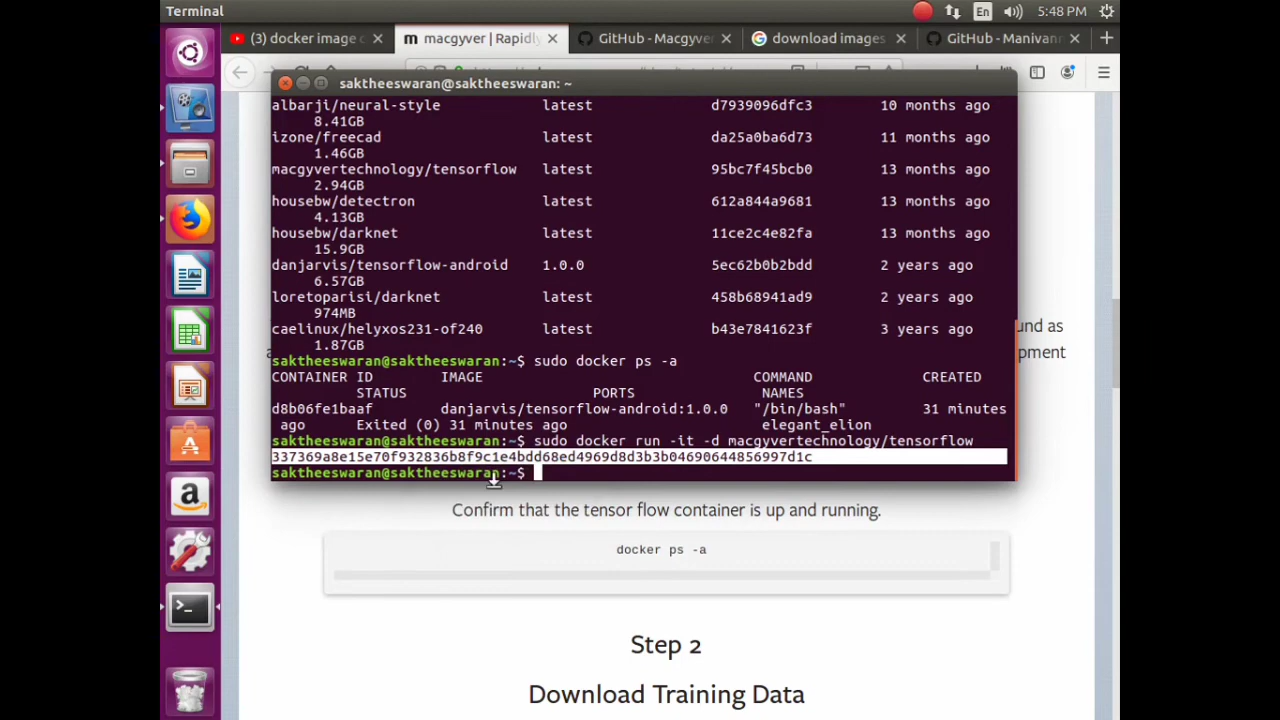 Terminal
En
5:48 PM
(3) docker image c
macgyver | Rapidly
GitHub - Macgyver
download images
GitHub - Manivann
saktheeswaran@saktheeswaran: ~
albarji/neural-style latest d7939096dfc3 10 months ago
8.41GB
izone/freecad latest da25a0ba6d73 11 months ago
1.46GB
macgyvertechnology/tensorflow latest 95bc7f45bcb0 13 months ago
2.94GB
housebw/detectron latest 612a844a9681 13 months ago
4.13GB
housebw/darknet latest 11ce2c4e82fa 13 months ago
15.9GB
danjarvis/tensorflow-android 1.0.0 5ec62b0b2bdd 2 years ago
6.57GB
loretoparisi/darknet latest 458b68941ad9 2 years ago
974MB
caelinux/helyxos231-of240 latest b43e7841623f 3 years ago
1.87GB
saktheeswaran@saktheeswaran:~$ sudo docker ps -a
CONTAINER ID IMAGE COMMAND CREATED
STATUS PORTS NAMES
d8b06fe1baaf danjarvis/tensorflow-android:1.0.0 "/bin/bash" 31 minutes
ago Exited (0) 31 minutes ago elegant_elion
saktheeswaran@saktheeswaran:~$ sudo docker run -it -d macgyvertechnology/tensorflow
337369a8e15e70f932836b8f9c1e4bdd68ed4969d8d3b3b04690644856997d1c
saktheeswaran@saktheeswaran:~$
und as
pment
Confirm that the tensor flow container is up and running.
docker ps -a
Step 2
Download Training Data